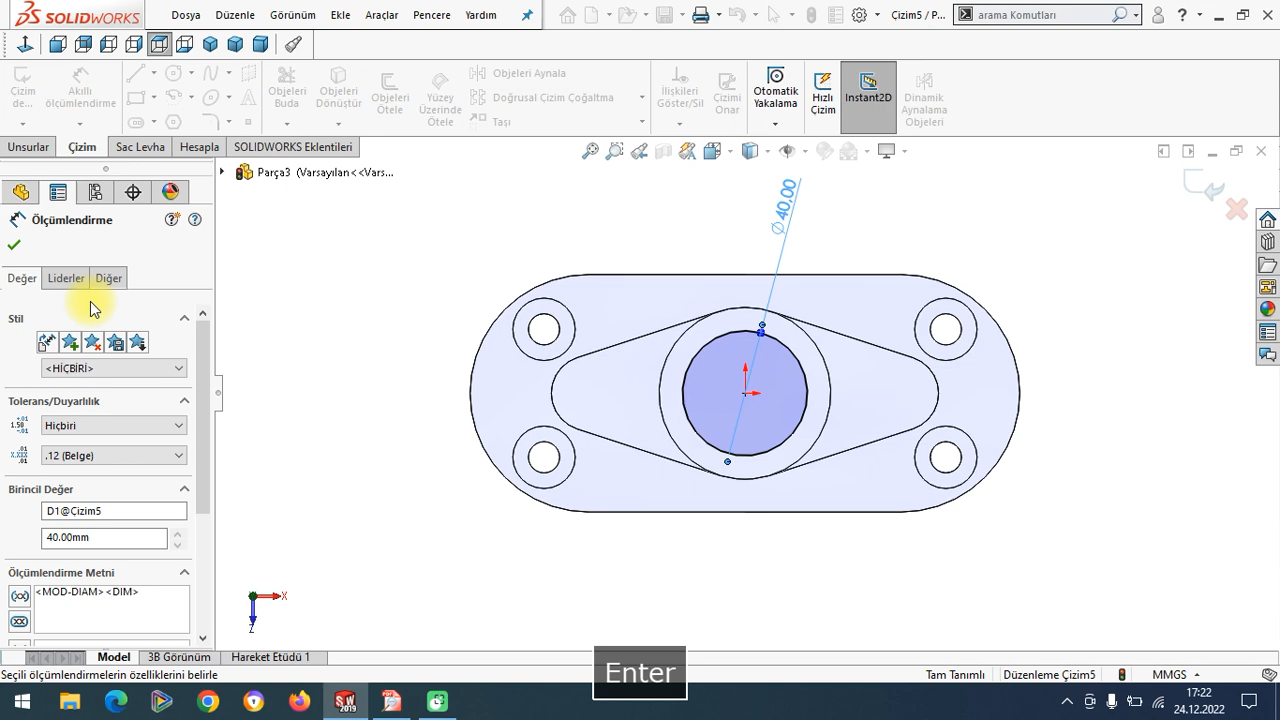 SOLIDWORKS
Dosya Düzenle Görünüm Ekle Araçlar Pencere Yardım
Çizim5 / P...
arama Komutları
Çizim de...
Akıllı ölçümlendirme
Objeleri Buda
Objeleri Dönüştür
Objeleri Ötele
Yüzey Üzerinde Ötele
Objeleri Aynala
Doğrusal Çizim Çoğaltma
Taşı
İlişkileri Göster/Sil
Çizimi Onar
Otomatik Yakalama
Hızlı Çizim
Instant2D
Dinamik Aynalama Objeleri
Unsurlar Çizim Sac Levha Hesapla SOLIDWORKS Eklentileri
Parça3 (Varsayılan<<Vars...
Ölçümlendirme
Değer Liderler Diğer
Stil
<HİÇBİRİ>
Tolerans/Duyarlılık
Hiçbiri
.12 (Belge)
Birincil Değer
D1@Çizim5
40.00mm
Ölçümlendirme Metni
<MOD-DIAM><DIM>
Ø40,00
X
Z
Enter
Model 3B Görünüm Hareket Etüdü 1
Seçili ölçümlendirmelerin özelliklerini belirle
Tam Tanımlı Düzenleme Çizim5 MMGS
17:22
24.12.2022